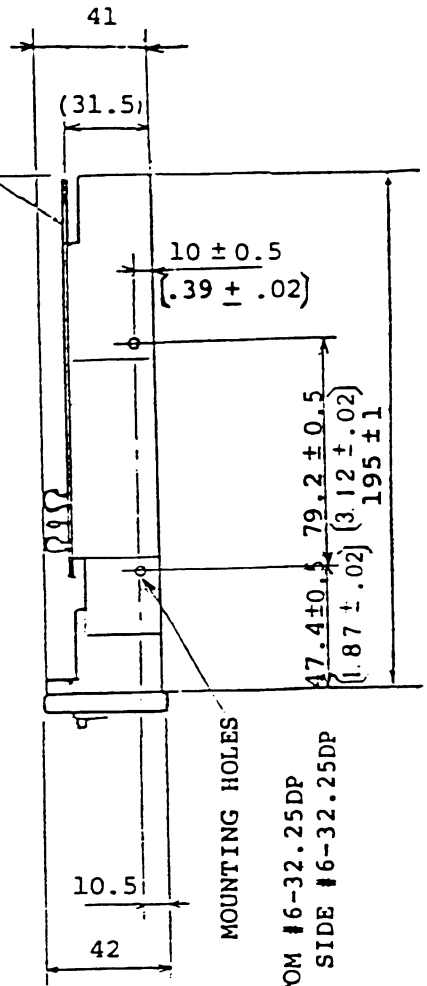 41
(31.5)
10 ± 0.5
(.39 ± .02)
79.2 ± 0.5
(3.12 ± .02)
195 ±1
47.4±0.5
(1.87 ± .02)
MOUNTING HOLES
OM #6-32.25DP
SIDE #6-32.25DP
10.5
42